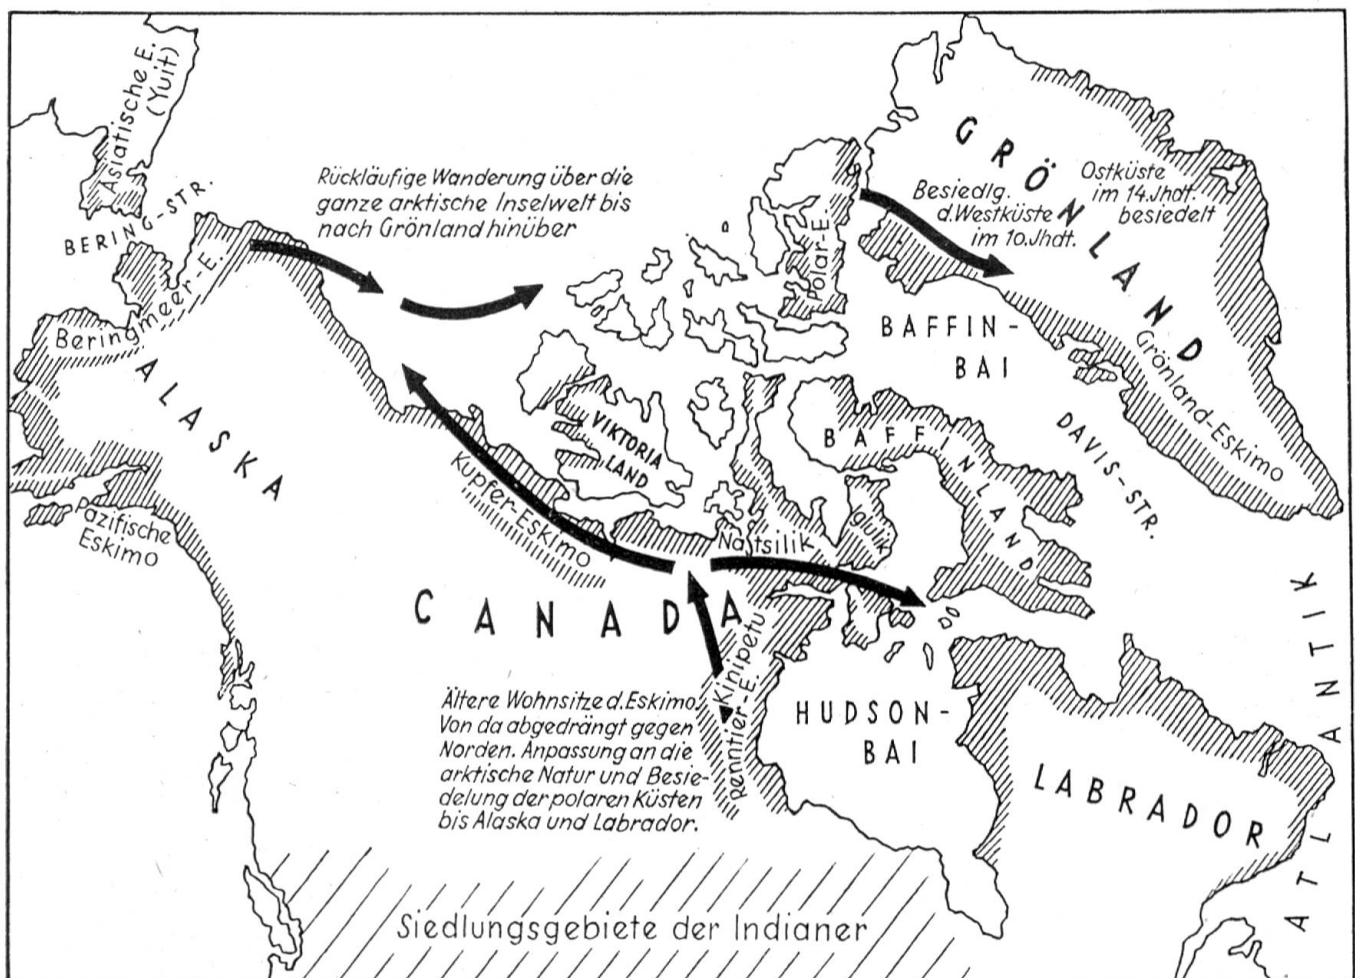 Asiatische E.
(Yuit)
BERING-STR.
Beringmeer-E.
ALASKA
Pazifische
Eskimo
Rückläufige Wanderung über die
ganze arktische Inselwelt bis
nach Grönland hinüber
Polar-E.
GRÖNLAND
Besiedlg.
d.Westküste
im 10.Jhdt.
Ostküste
im 14.Jhdt.
besiedelt
Grönland-Eskimo
BAFFIN-
BAI
DAVIS-STR.
BAFFINLAND
VIKTORIA
LAND
Kupfer-Eskimo
Natsilik
CANADA
Kinipetu
Renntier-E.
Ältere Wohnsitze d.Eskimo.
Von da abgedrängt gegen
Norden. Anpassung an die
arktische Natur und Besie-
delung der polaren Küsten
bis Alaska und Labrador.
HUDSON-
BAI
LABRADOR
ATLANTIK
Siedlungsgebiete der Indianer